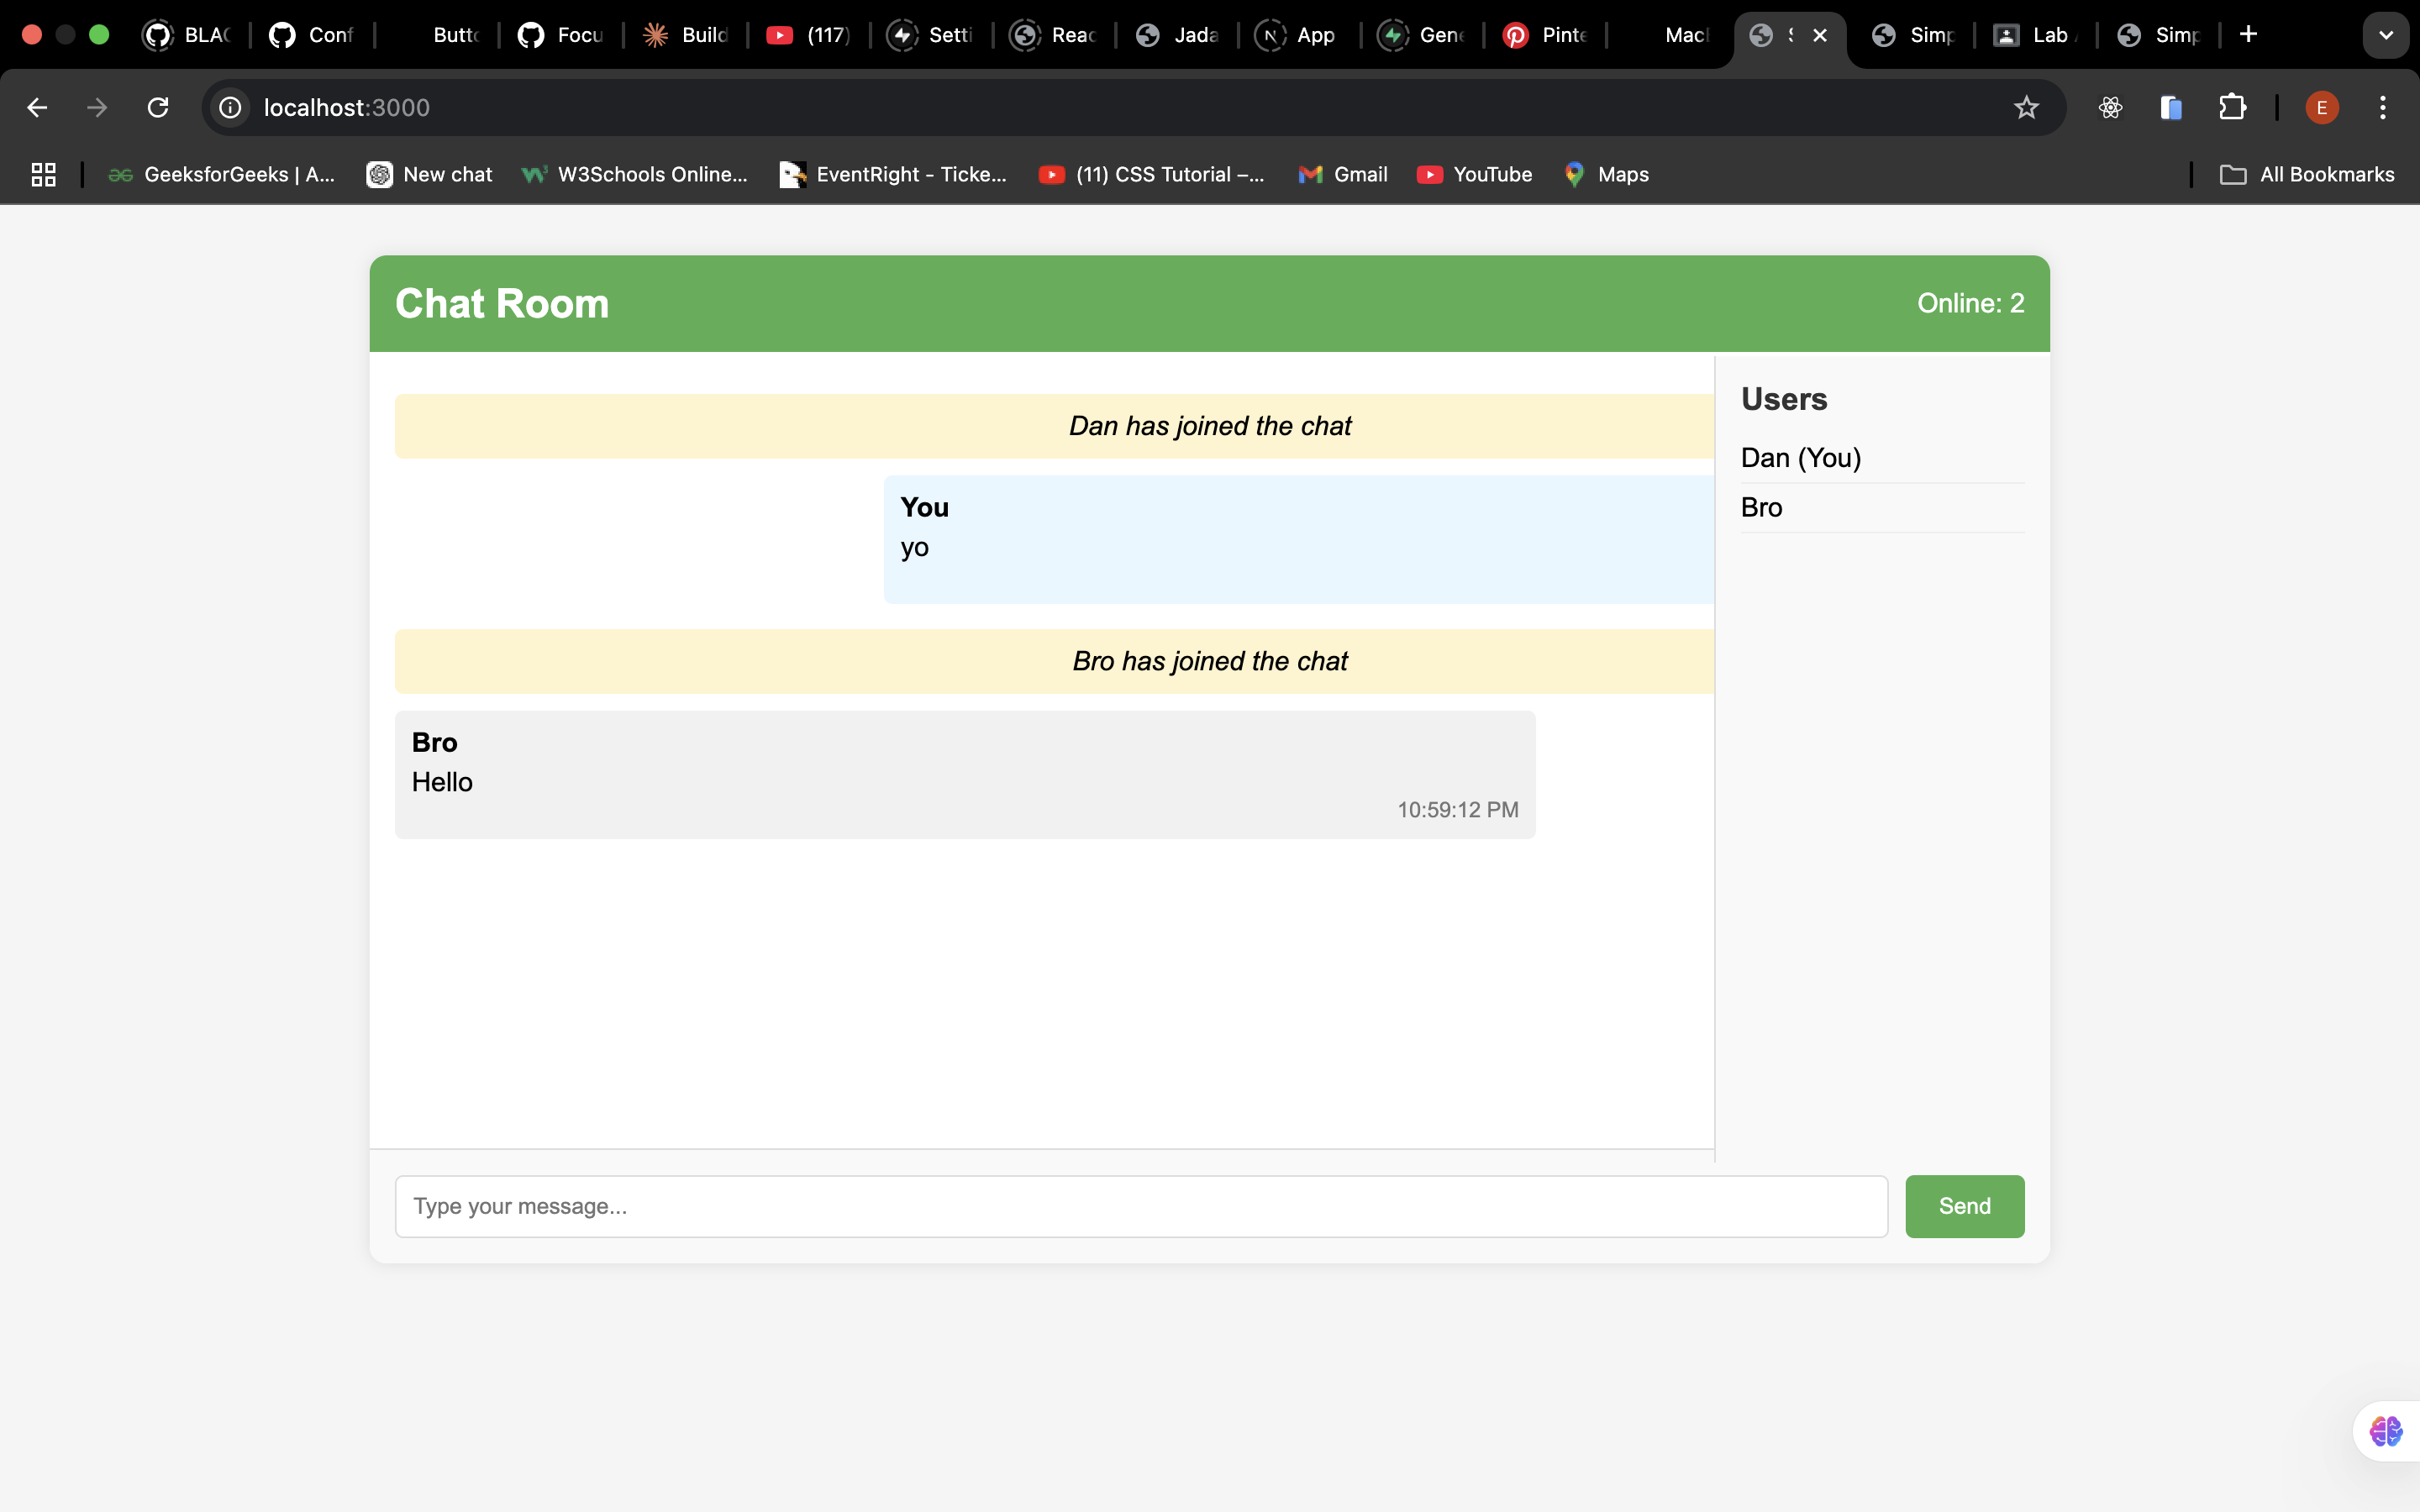 BLAC Conf Butto Focu Build (117) Setti Reac Jada App Gene Pinte Mac Simp Lab Simp
localhost:3000
E
GeeksforGeeks | A... New chat W3Schools Online... EventRight - Ticke... (11) CSS Tutorial –... Gmail YouTube Maps All Bookmarks
Chat Room
Online: 2
Dan has joined the chat
You
yo
Bro has joined the chat
Bro
Hello
10:59:12 PM
Users
Dan (You)
Bro
Type your message...
Send